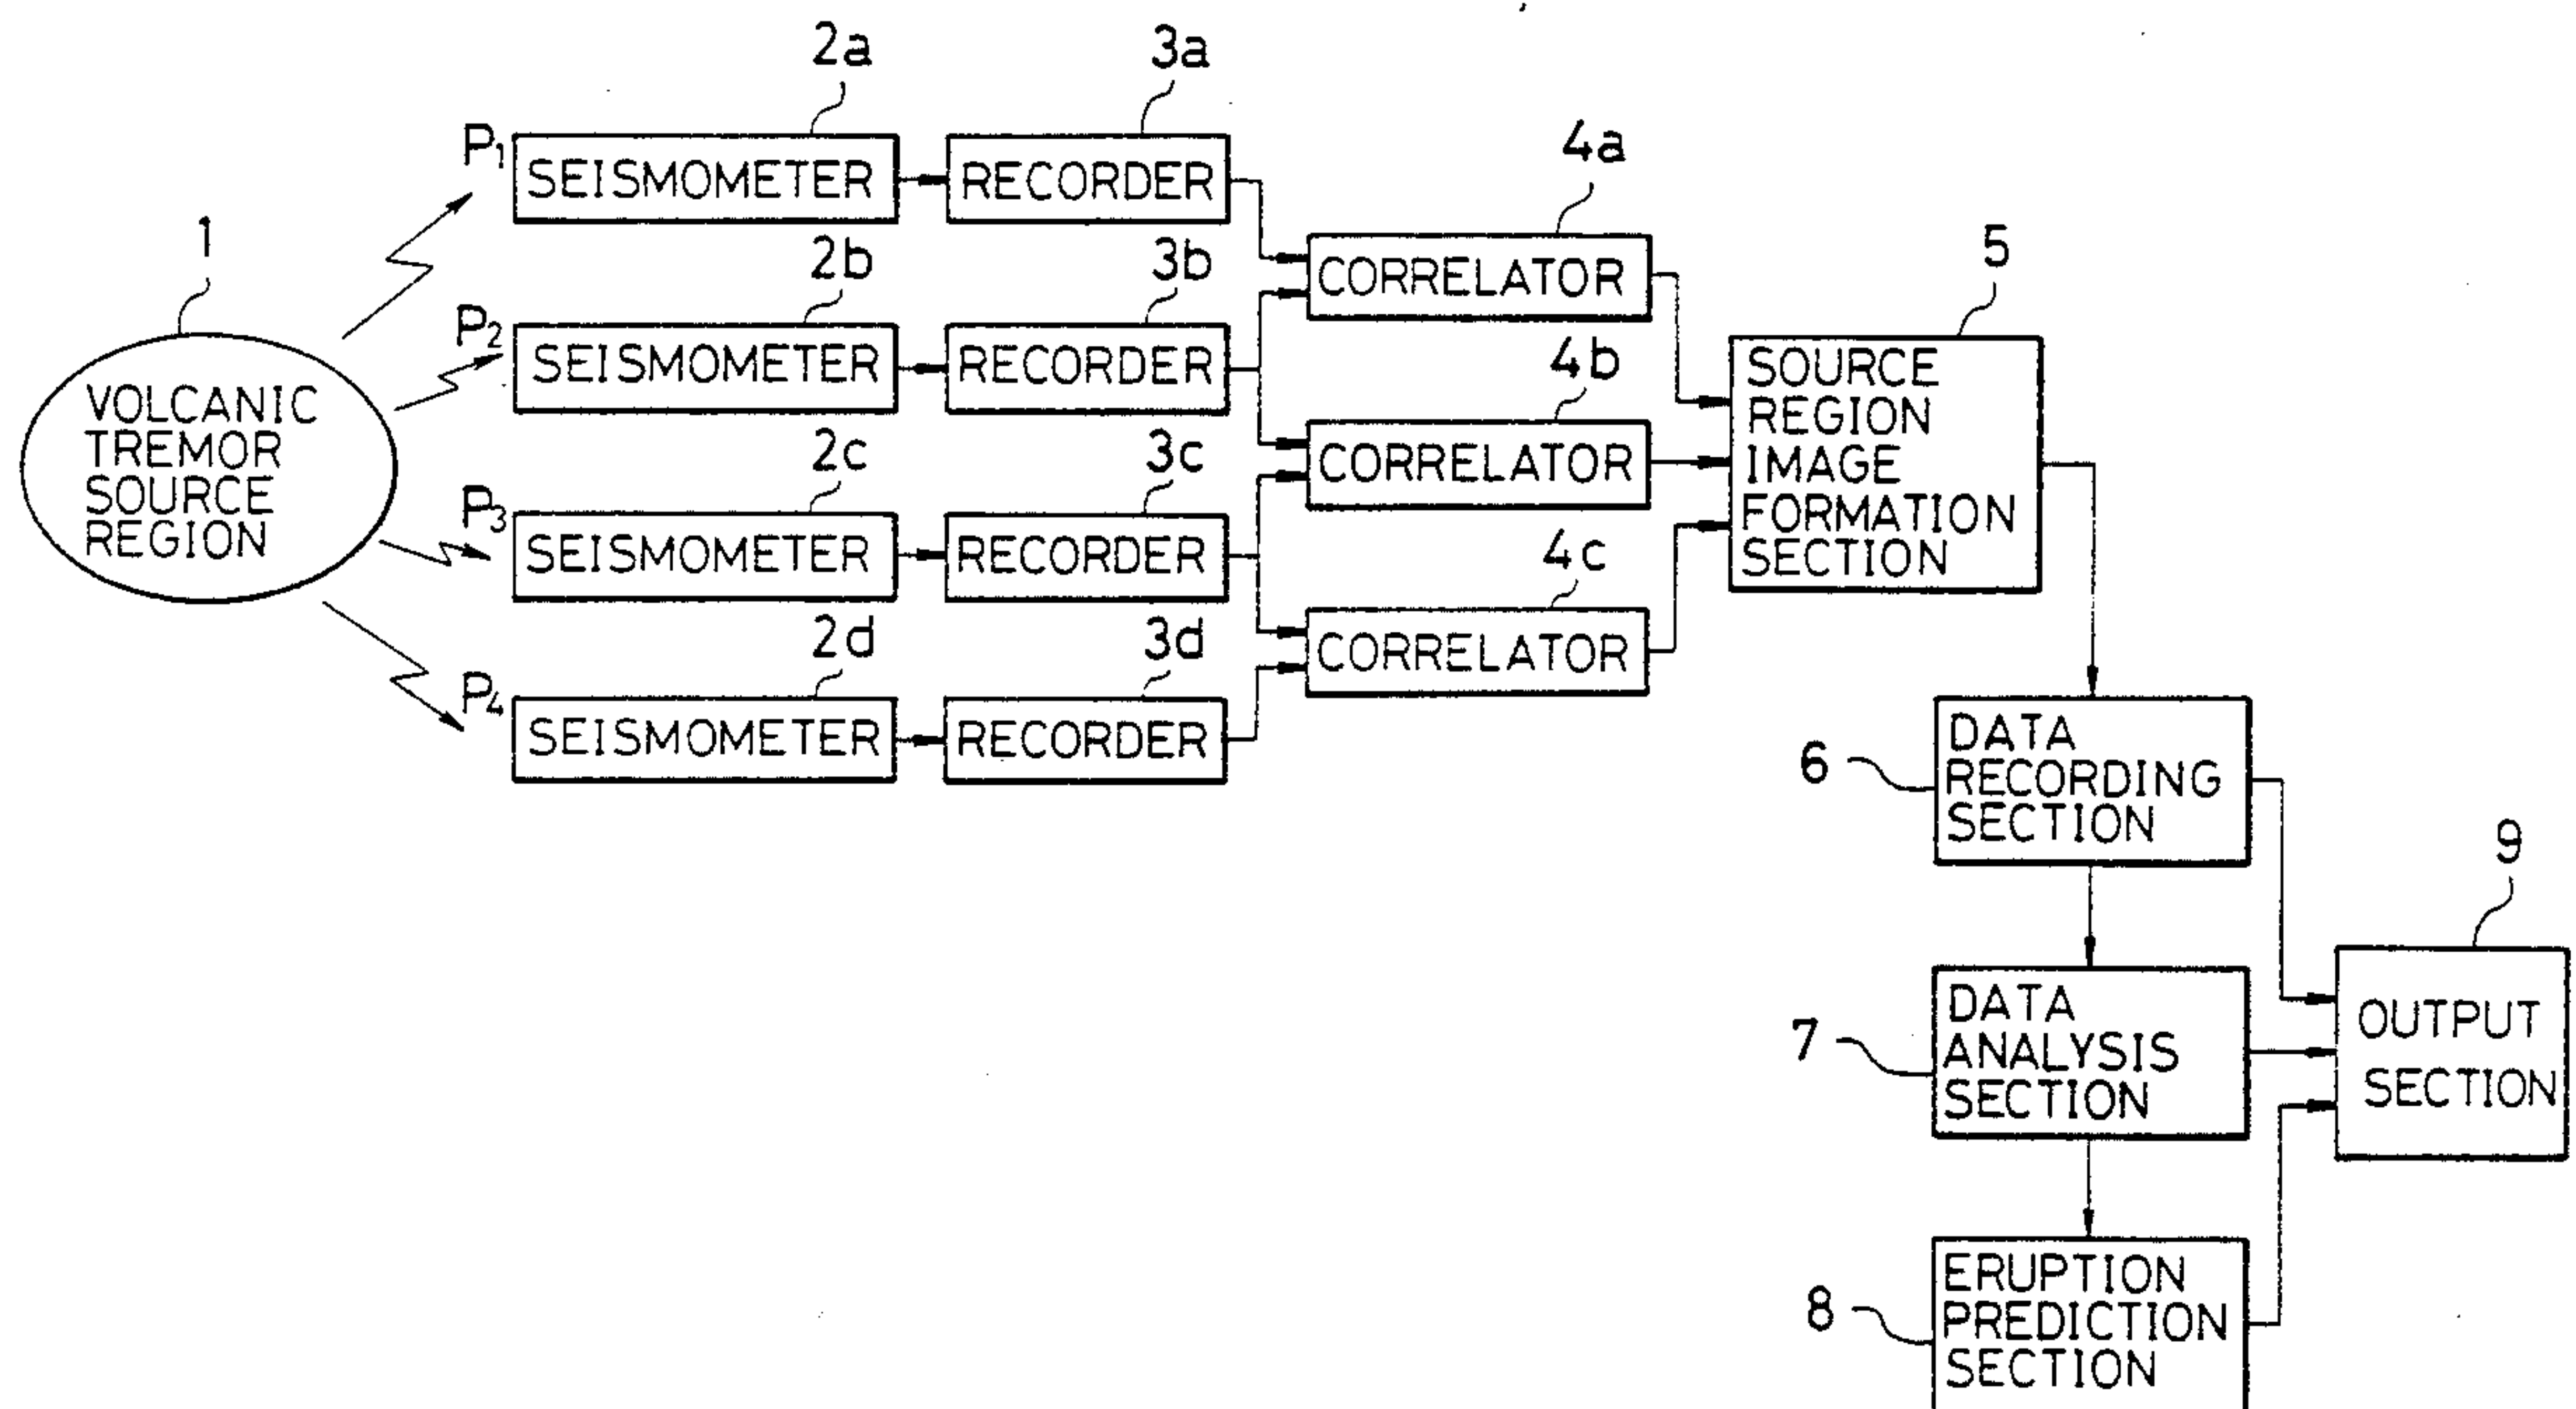 2a
3a
P₁
SEISMOMETER
RECORDER
4a
1
2b
3b
CORRELATOR
5
P₂
SEISMOMETER
RECORDER
4b
SOURCE
REGION
IMAGE
FORMATION
SECTION
VOLCANIC
TREMOR
SOURCE
REGION
2c
3c
CORRELATOR
P₃
SEISMOMETER
RECORDER
4c
2d
3d
CORRELATOR
P₄
SEISMOMETER
RECORDER
6
DATA
RECORDING
SECTION
9
7
DATA
ANALYSIS
SECTION
OUTPUT
SECTION
8
ERUPTION
PREDICTION
SECTION